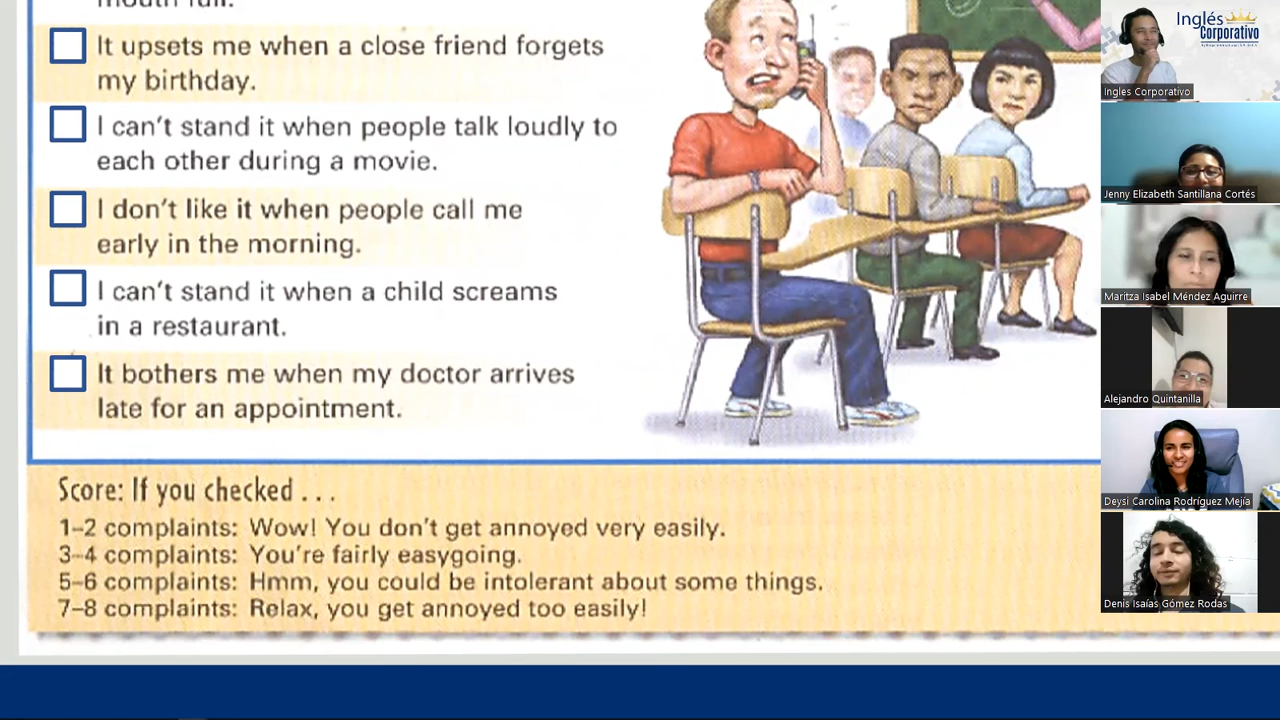 It upsets me when a close friend forgets
my birthday.
I can't stand it when people talk loudly to
each other during a movie.
I don't like it when people call me
early in the morning.
I can't stand it when a child screams
in a restaurant.
It bothers me when my doctor arrives
late for an appointment.
Score: If you checked . . .
1–2 complaints: Wow! You don't get annoyed very easily.
3–4 complaints: You're fairly easygoing.
5–6 complaints: Hmm, you could be intolerant about some things.
7–8 complaints: Relax, you get annoyed too easily!
Inglés
Corporativo
Ingles Corporativo
Jenny Elizabeth Santillana Cortés
Maritza Isabel Méndez Aguirre
Alejandro Quintanilla
Deysi Carolina Rodríguez Mejía
Denis Isaías Gómez Rodas